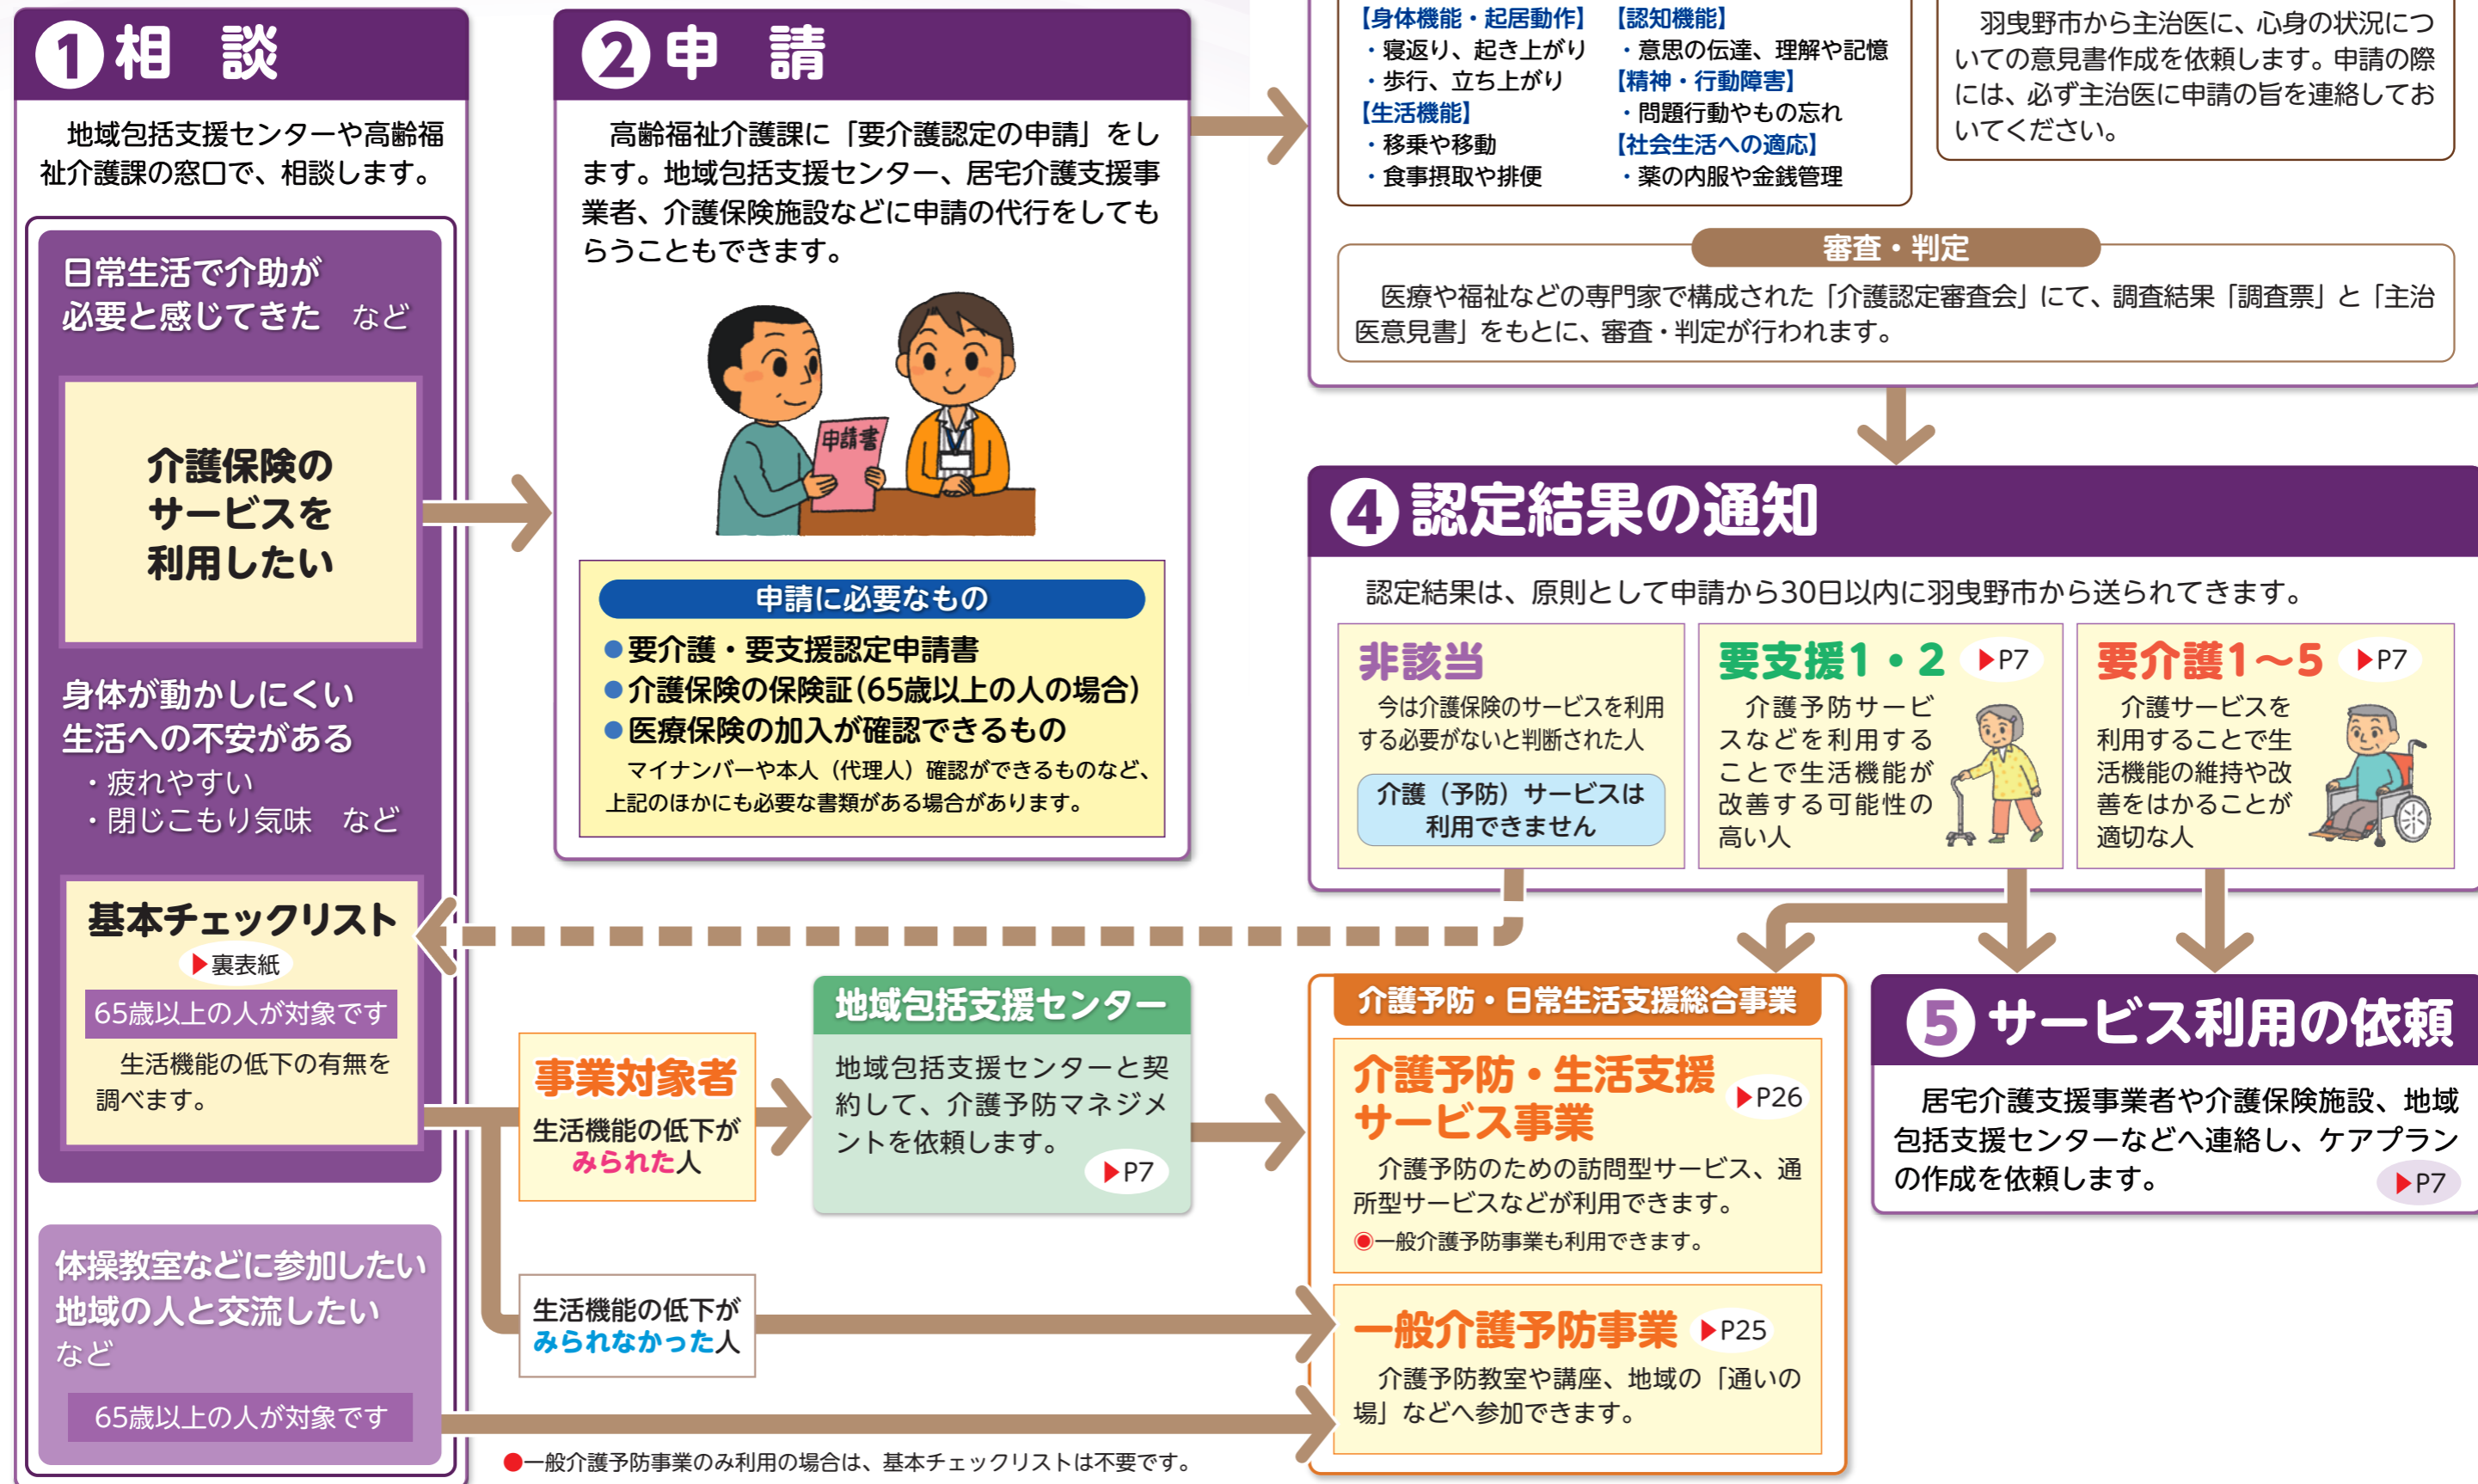 ①相　談
地域包括支援センターや高齢福
祉介護課の窓口で、相談します。
日常生活で介助が
必要と感じてきた　など
介護保険の
サービスを
利用したい
身体が動かしにくい
生活への不安がある
・疲れやすい
・閉じこもり気味　など
基本チェックリスト
▶裏表紙
65歳以上の人が対象です
生活機能の低下の有無を
調べます。
体操教室などに参加したい
地域の人と交流したい
など
65歳以上の人が対象です
②申　請
高齢福祉介護課に「要介護認定の申請」をし
ます。地域包括支援センター、居宅介護支援事
業者、介護保険施設などに申請の代行をしても
らうこともできます。
申請書
申請に必要なもの
●要介護・要支援認定申請書
●介護保険の保険証(65歳以上の人の場合)
●医療保険の加入が確認できるもの
マイナンバーや本人（代理人）確認ができるものなど、
上記のほかにも必要な書類がある場合があります。
【身体機能・起居動作】
・寝返り、起き上がり
・歩行、立ち上がり
【生活機能】
・移乗や移動
・食事摂取や排便
【認知機能】
・意思の伝達、理解や記憶
【精神・行動障害】
・問題行動やもの忘れ
【社会生活への適応】
・薬の内服や金銭管理
羽曳野市から主治医に、心身の状況につ
いての意見書作成を依頼します。申請の際
には、必ず主治医に申請の旨を連絡してお
いてください。
審査・判定
医療や福祉などの専門家で構成された「介護認定審査会」にて、調査結果「調査票」と「主治
医意見書」をもとに、審査・判定が行われます。
④認定結果の通知
認定結果は、原則として申請から30日以内に羽曳野市から送られてきます。
非該当
今は介護保険のサービスを利用
する必要がないと判断された人
介護（予防）サービスは
利用できません
要支援1・2 ▶P7
介護予防サービ
スなどを利用する
ことで生活機能が
改善する可能性の
高い人
要介護1～5 ▶P7
介護サービスを
利用することで生
活機能の維持や改
善をはかることが
適切な人
事業対象者
生活機能の低下が
みられた人
地域包括支援センター
地域包括支援センターと契
約して、介護予防マネジメ
ントを依頼します。
▶P7
生活機能の低下が
みられなかった人
介護予防・日常生活支援総合事業
介護予防・生活支援
サービス事業 ▶P26
介護予防のための訪問型サービス、通
所型サービスなどが利用できます。
◉一般介護予防事業も利用できます。
一般介護予防事業 ▶P25
介護予防教室や講座、地域の「通いの
場」などへ参加できます。
●一般介護予防事業のみ利用の場合は、基本チェックリストは不要です。
⑤サービス利用の依頼
居宅介護支援事業者や介護保険施設、地域
包括支援センターなどへ連絡し、ケアプラン
の作成を依頼します。 ▶P7